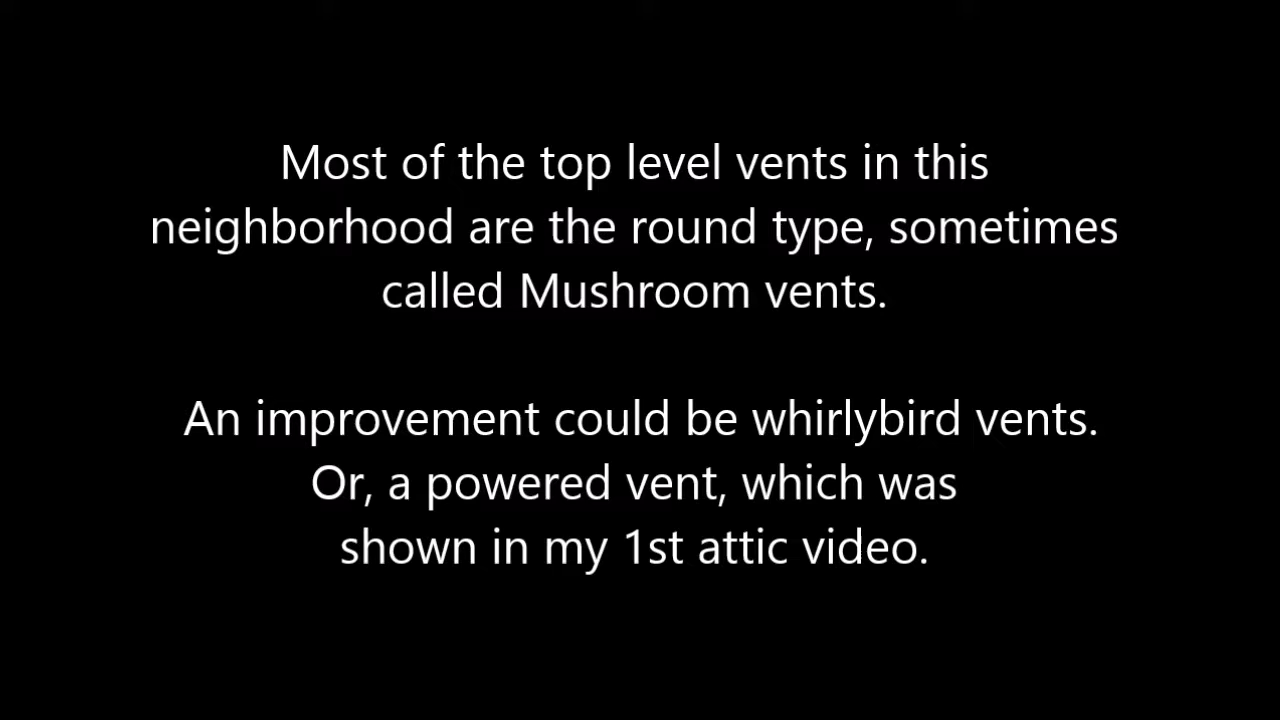 Most of the top level vents in this
neighborhood are the round type, sometimes
called Mushroom vents.
An improvement could be whirlybird vents.
Or, a powered vent, which was
shown in my 1st attic video.